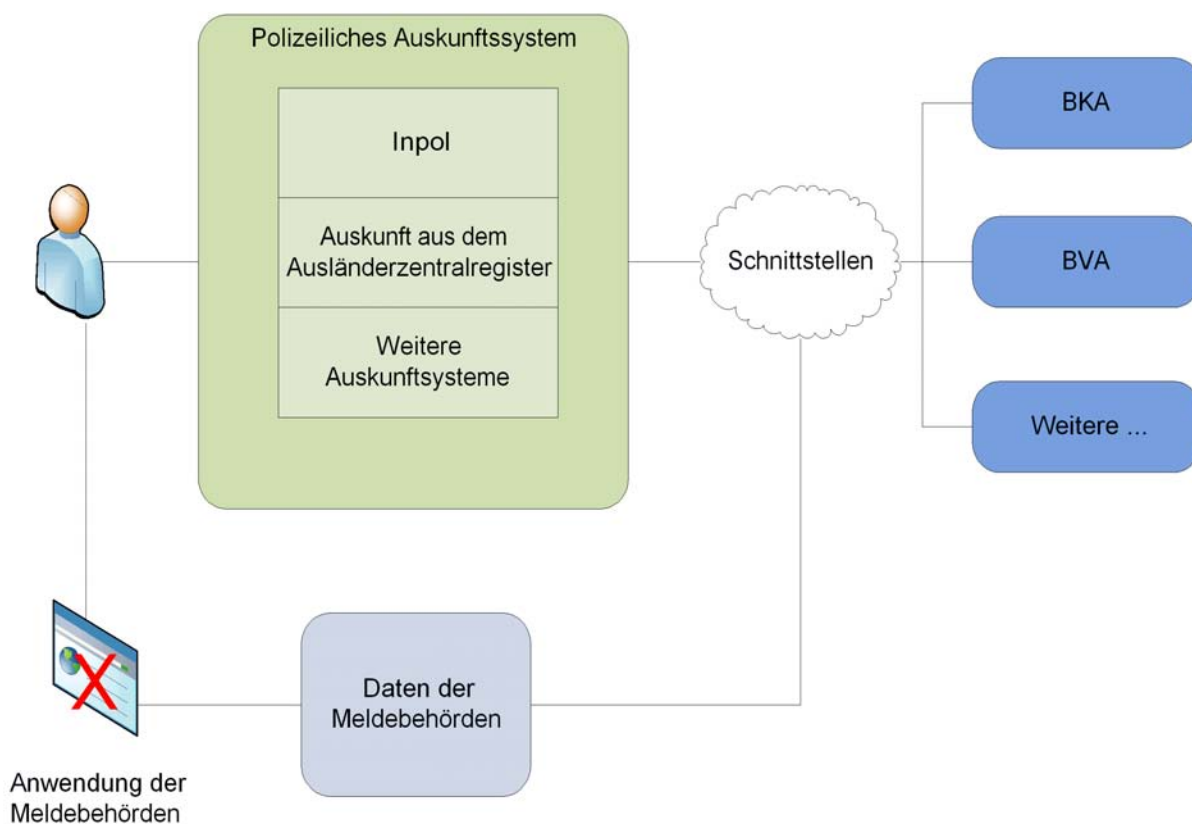 Polizeiliches Auskunftssystem
Inpol
Auskunft aus dem
Ausländerzentralregister
Weitere
Auskunftsysteme
Schnittstellen
BKA
BVA
Weitere ...
X
Daten der
Meldebehörden
Anwendung der
Meldebehörden